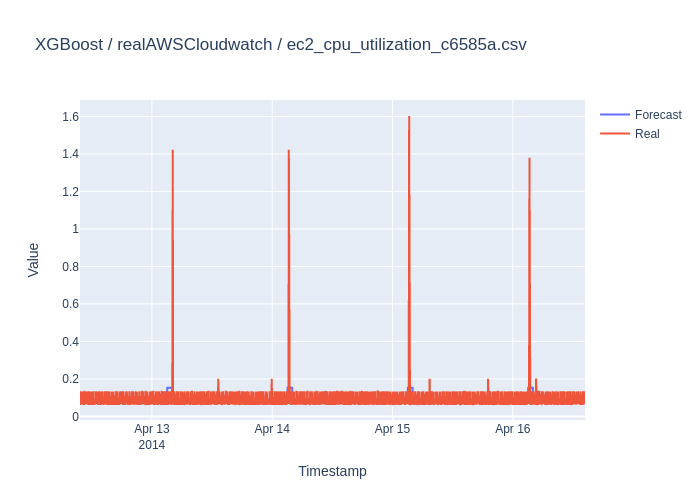 XGBoost / realAWSCloudwatch / ec2_cpu_utilization_c6585a.csv
Forecast
Real
Value
1.6
1.4
1.2
1
0.8
0.6
0.4
0.2
0
Apr 13
2014
Apr 14
Apr 15
Apr 16
Timestamp